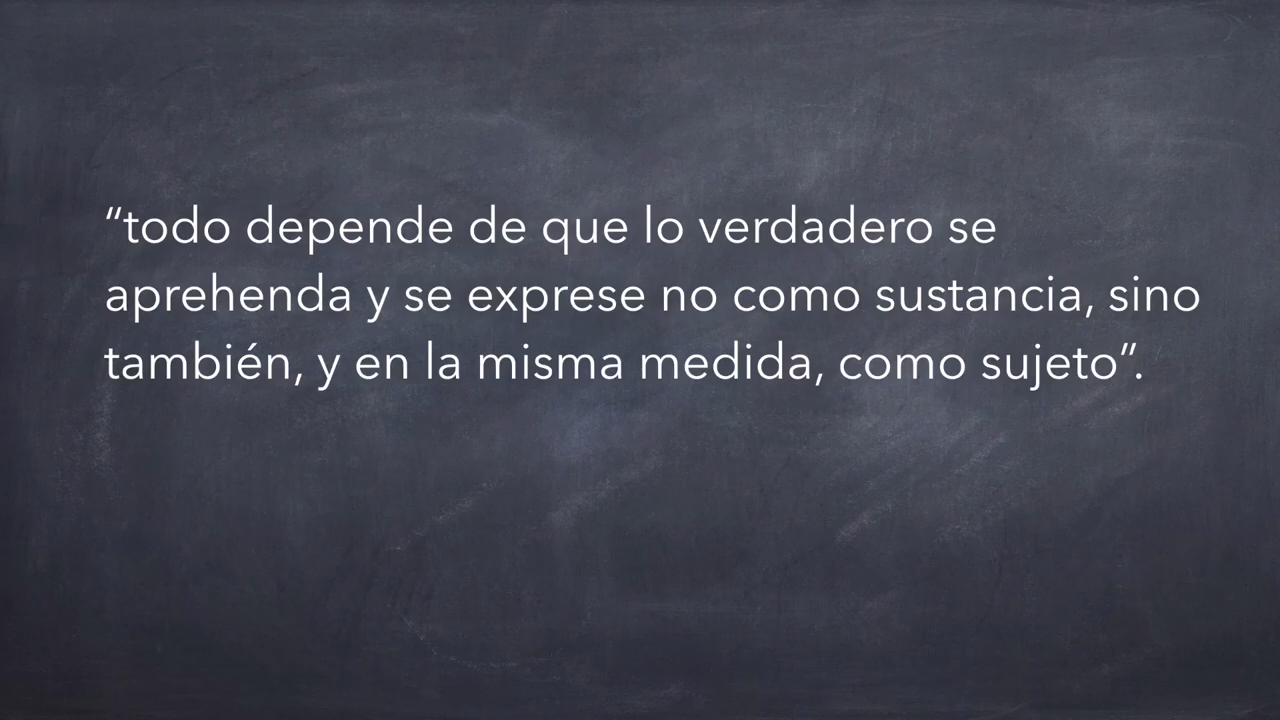 “todo depende de que lo verdadero se
aprehenda y se exprese no como sustancia, sino
también, y en la misma medida, como sujeto”.